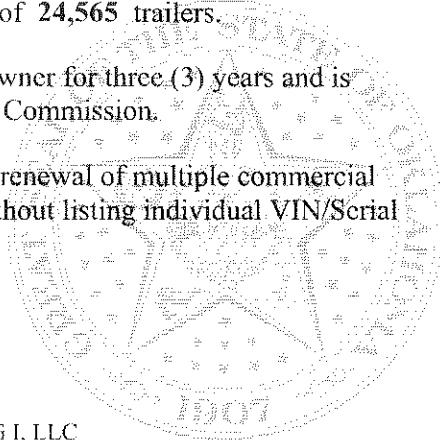 of 24,565 trailers.
wner for three (3) years and is
Commission.
renewal of multiple commercial
thout listing individual VIN/Serial
1907
G I, LLC